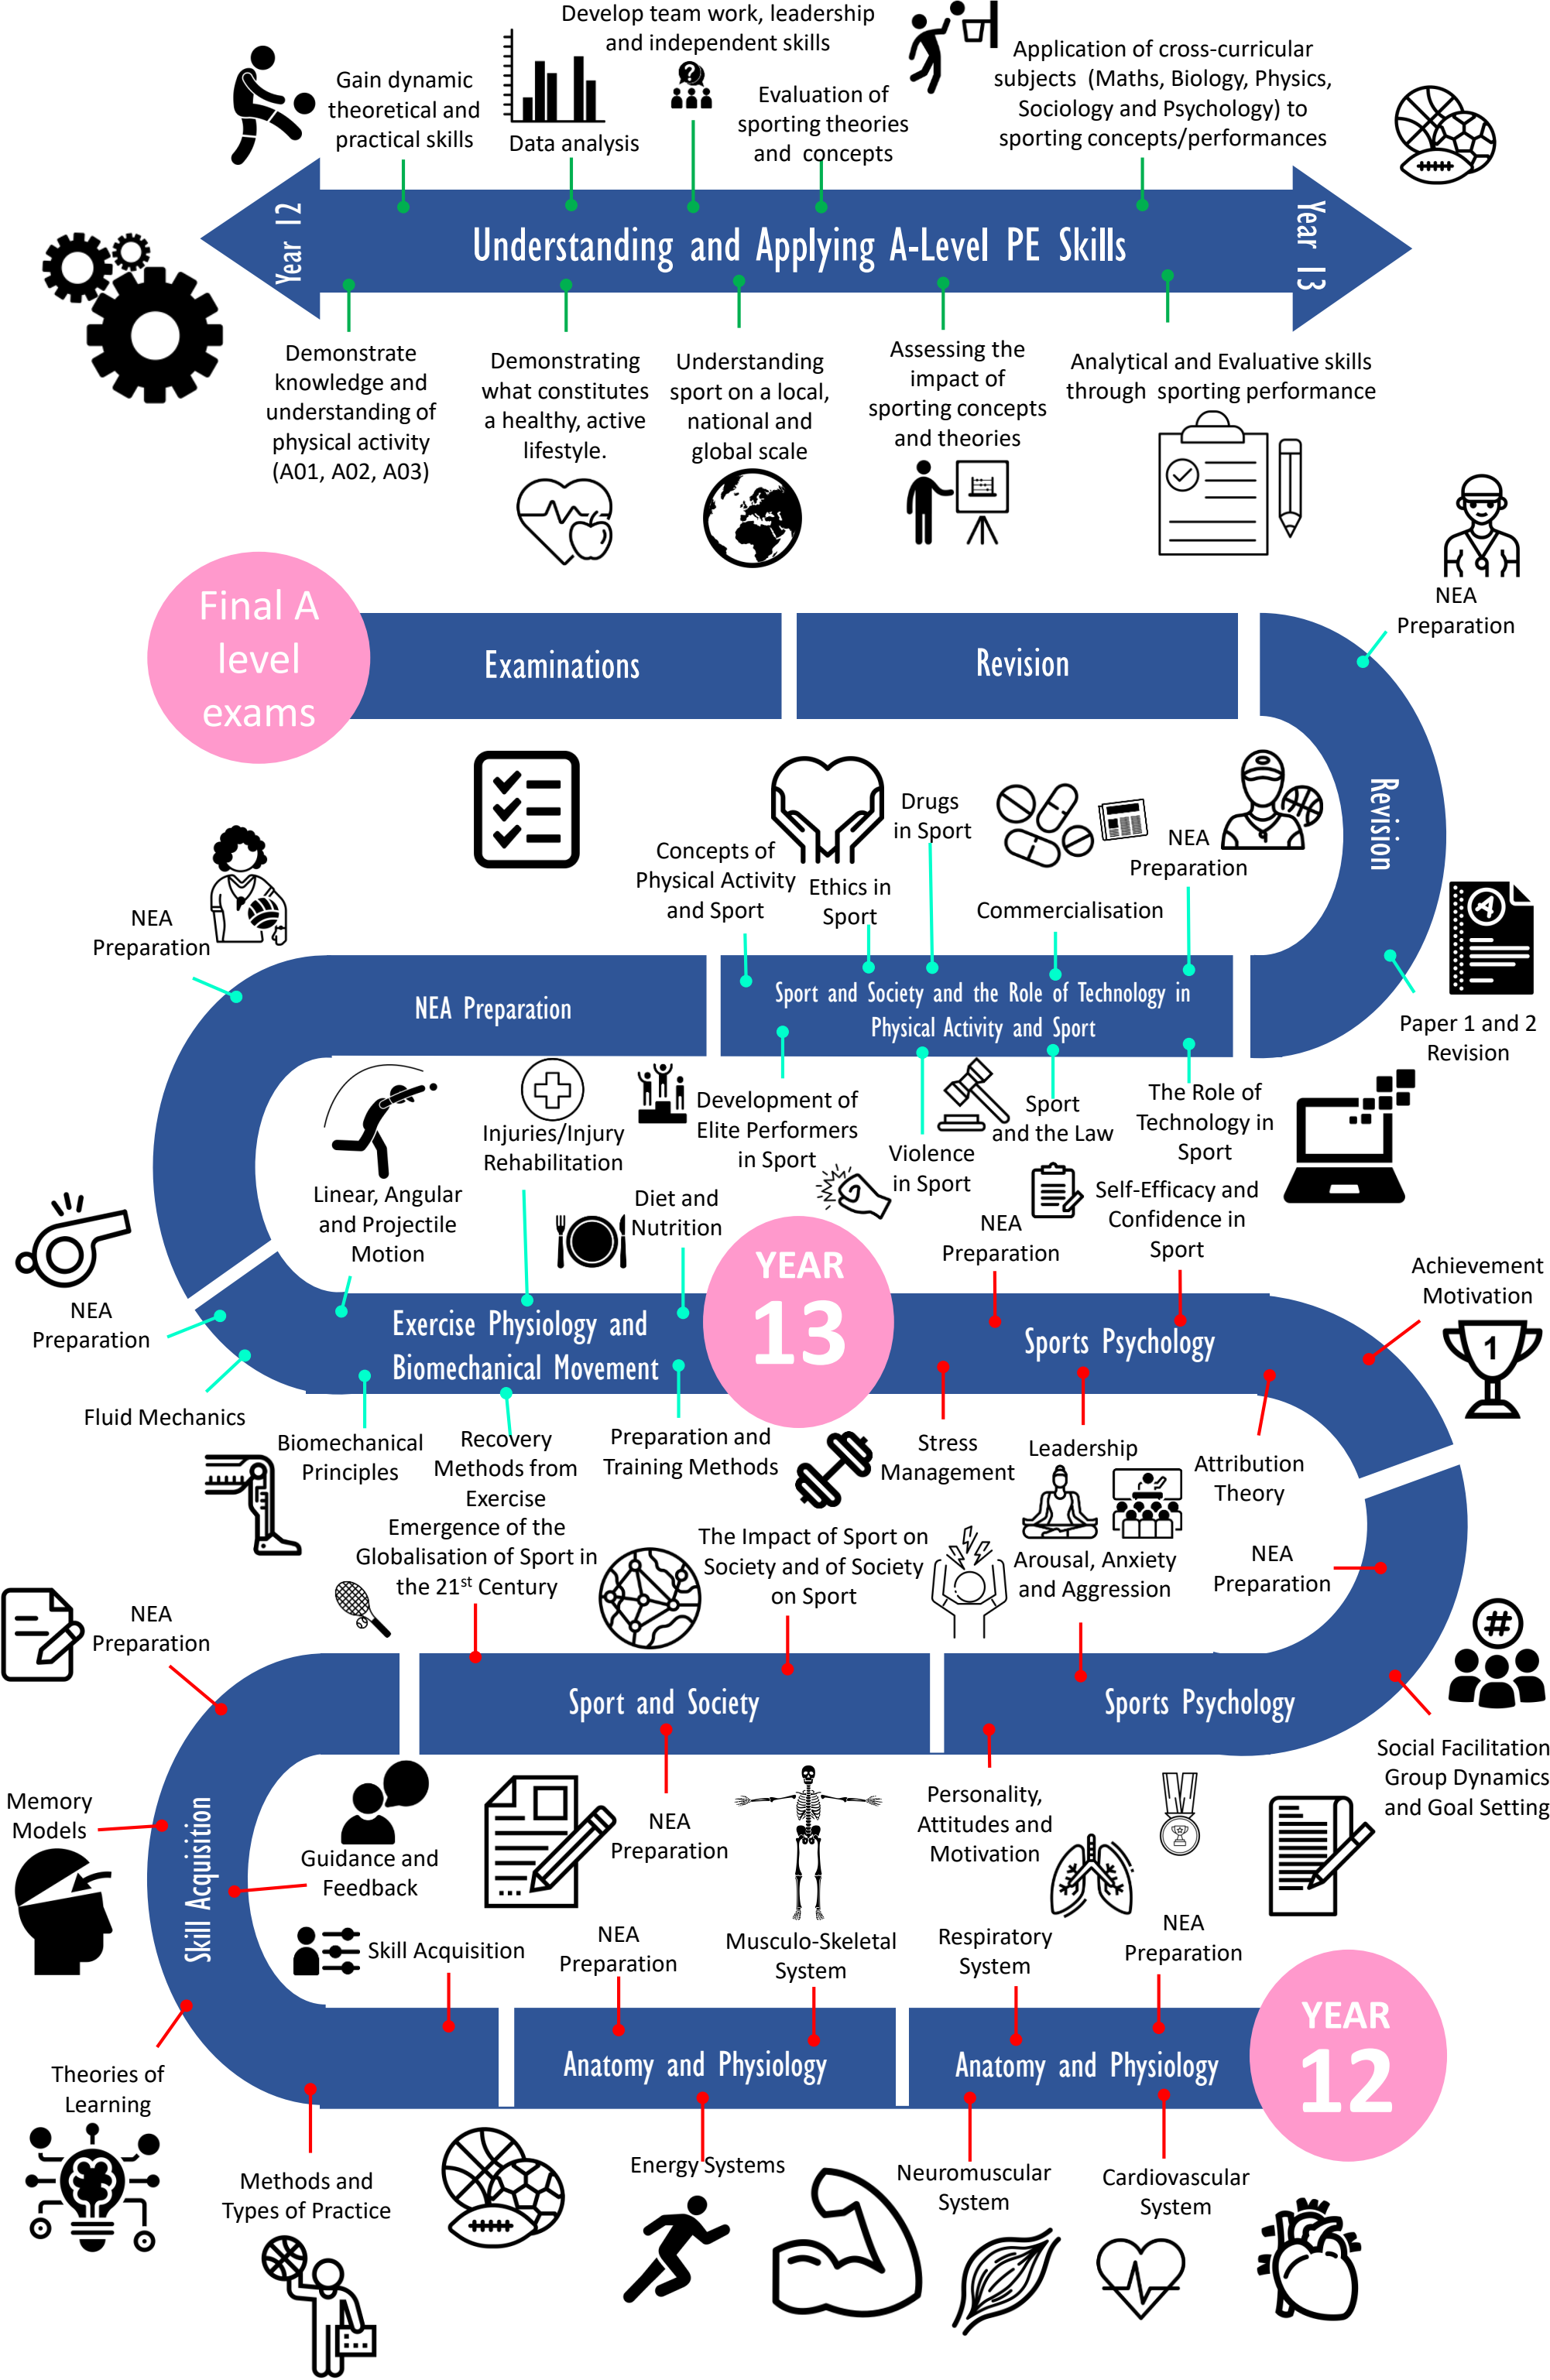 Develop team work, leadership
and independent skills
Gain dynamic
theoretical and
practical skills
Data analysis
Evaluation of
sporting theories
and concepts
Application of cross-curricular
subjects (Maths, Biology, Physics,
Sociology and Psychology) to
sporting concepts/performances
Year 12
Understanding and Applying A-Level PE Skills
Year 13
Demonstrate
knowledge and
understanding of
physical activity
(A01, A02, A03)
Demonstrating
what constitutes
a healthy, active
lifestyle.
Understanding
sport on a local,
national and
global scale
Assessing the
impact of
sporting concepts
and theories
Analytical and Evaluative skills
through sporting performance
NEA
Preparation
Final A
level
exams
Examinations
Revision
Revision
Drugs
in Sport
Concepts of
Physical Activity
and Sport
Ethics in
Sport
Commercialisation
NEA
Preparation
A
NEA
Preparation
NEA Preparation
Sport and Society and the Role of Technology in
Physical Activity and Sport
Paper 1 and 2
Revision
Linear, Angular
and Projectile
Motion
Injuries/Injury
Rehabilitation
Diet and
Nutrition
Development of
Elite Performers
in Sport
Violence
in Sport
Sport
and the Law
The Role of
Technology in
Sport
NEA
Preparation
Self-Efficacy and
Confidence in
Sport
Achievement
Motivation
1
NEA
Preparation
Exercise Physiology and
Biomechanical Movement
YEAR
13
Sports Psychology
Fluid Mechanics
Biomechanical
Principles
Recovery
Methods from
Exercise
Preparation and
Training Methods
Stress
Management
Leadership
Attribution
Theory
Emergence of the
Globalisation of Sport in
the 21st Century
The Impact of Sport on
Society and of Society
on Sport
Arousal, Anxiety
and Aggression
NEA
Preparation
NEA
Preparation
#
Sport and Society
Sports Psychology
Social Facilitation
Group Dynamics
and Goal Setting
Memory
Models
Skill Acquisition
Guidance and
Feedback
NEA
Preparation
Personality,
Attitudes and
Motivation
Skill Acquisition
NEA
Preparation
Musculo-Skeletal
System
Respiratory
System
NEA
Preparation
Anatomy and Physiology
Anatomy and Physiology
YEAR
12
Theories of
Learning
Methods and
Types of Practice
Energy Systems
Neuromuscular
System
Cardiovascular
System